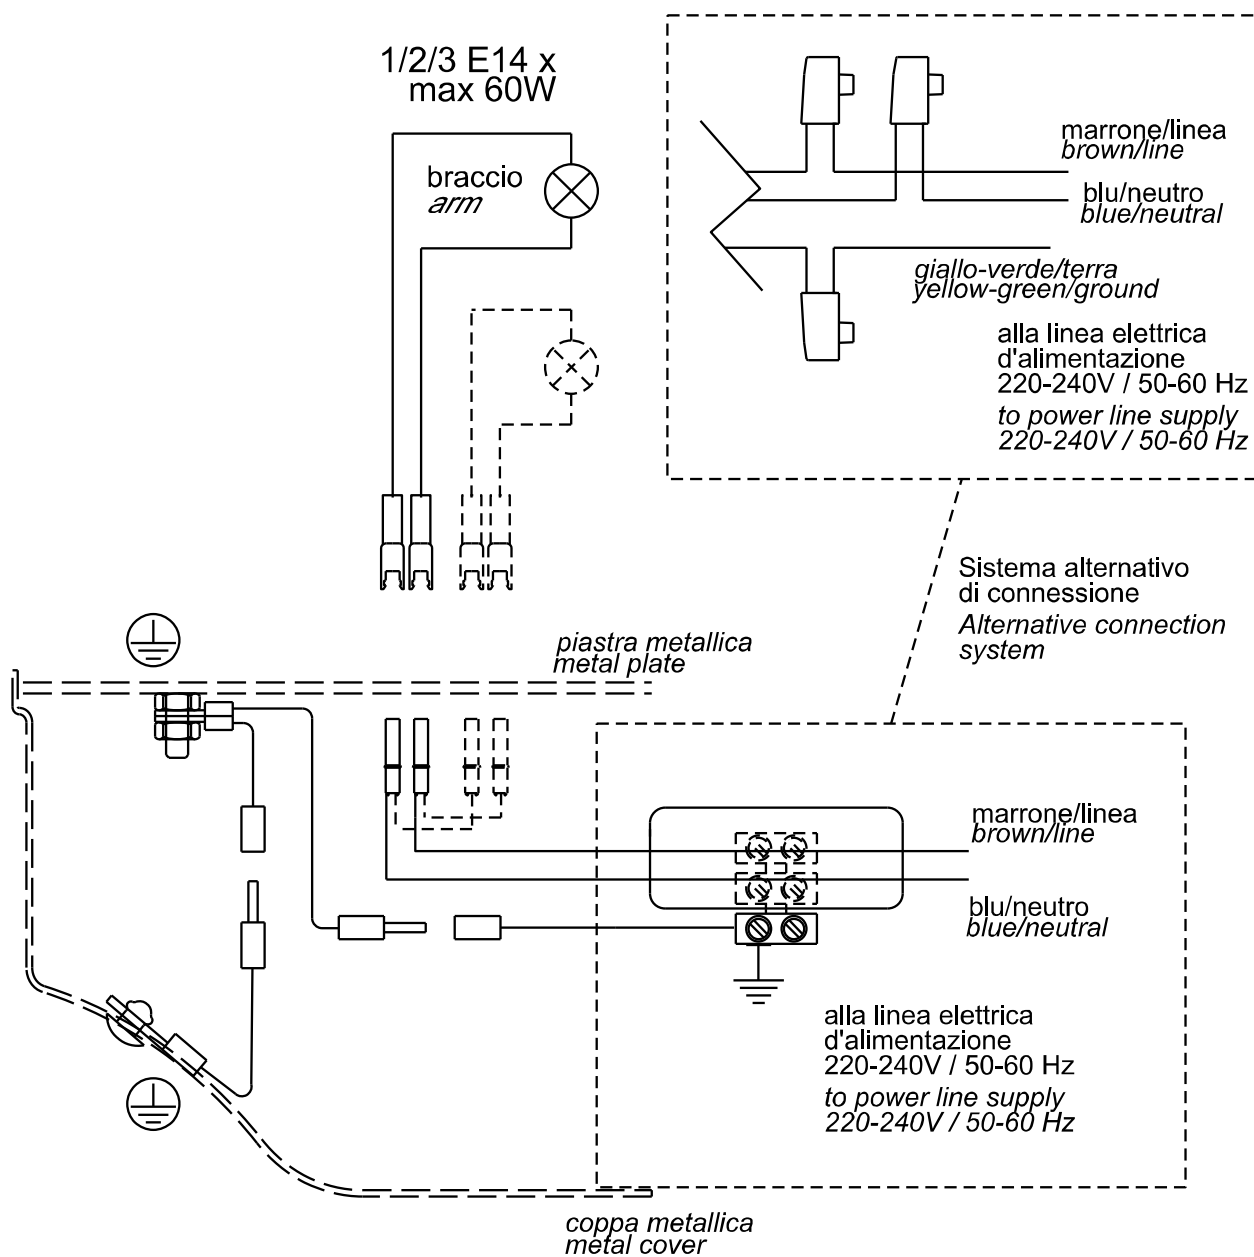 1/2/3 E14 x
max 60W
braccio
arm
marrone/linea
brown/line
blu/neutro
blue/neutral
giallo-verde/terra
yellow-green/ground
alla linea elettrica
d'alimentazione
220-240V / 50-60 Hz
to power line supply
220-240V / 50-60 Hz
Sistema alternativo
di connessione
Alternative connection
system
piastra metallica
metal plate
marrone/linea
brown/line
blu/neutro
blue/neutral
alla linea elettrica
d'alimentazione
220-240V / 50-60 Hz
to power line supply
220-240V / 50-60 Hz
coppa metallica
metal cover